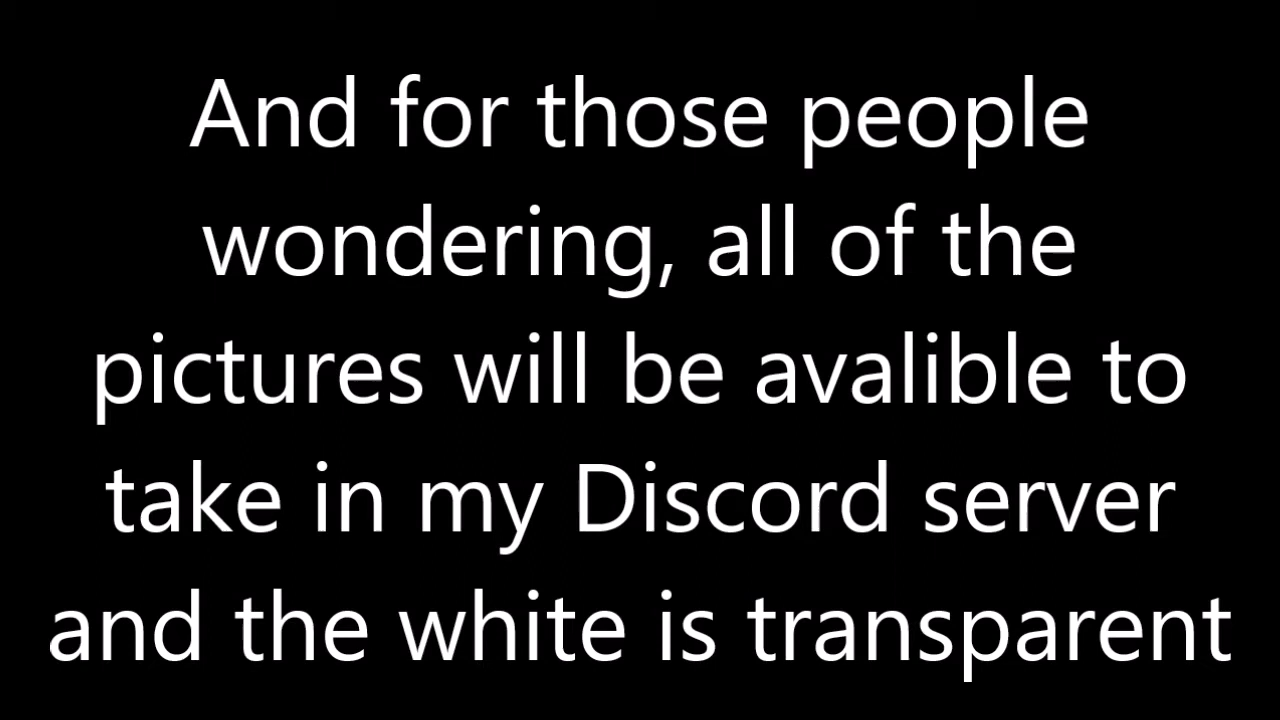 And for those people
wondering, all of the
pictures will be avalible to
take in my Discord server
and the white is transparent